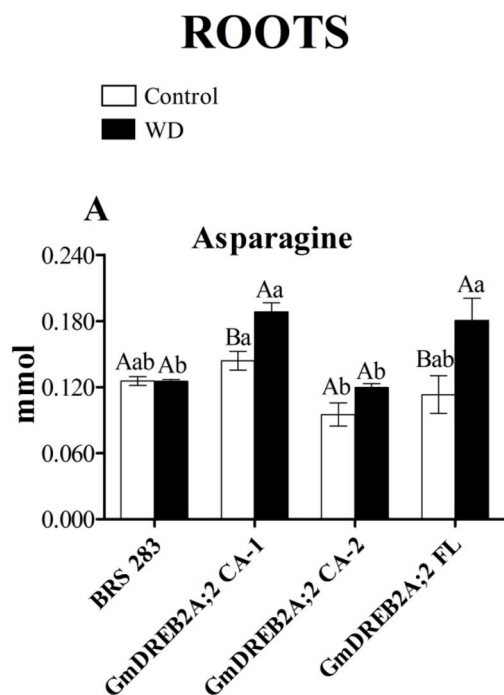 ROOTS
Control
WD
A
Asparagine
mmol
0.240
0.180
0.120
0.060
0.000
Aab Ab
Ba Aa
Ab Ab
Bab Aa
BRS 283
GmDREB2A;2 CA-1
GmDREB2A;2 CA-2
GmDREB2A;2 FL